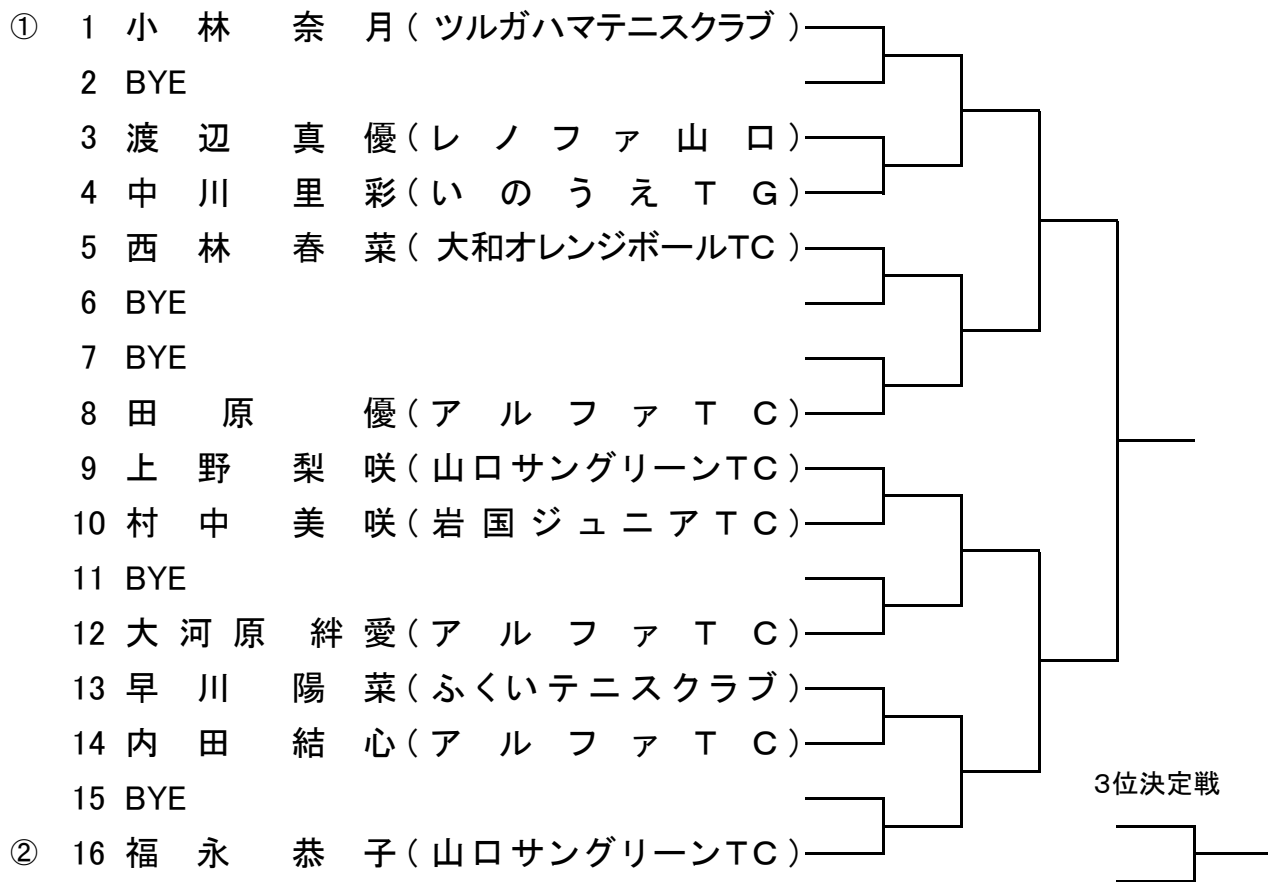 ① 1 小林 奈月(ツルガハマテニスクラブ)
2 BYE
3 渡辺 真優(レノファ山口)
4 中川 里彩(いのうえTG)
5 西林 春菜(大和オレンジボールTC)
6 BYE
7 BYE
8 田原 優(アルファTC)
9 上野 梨咲(山口サングリーンTC)
10 村中 美咲(岩国ジュニアTC)
11 BYE
12 大河原 絆愛(アルファTC)
13 早川 陽菜(ふくいテニスクラブ)
14 内田 結心(アルファTC)
15 BYE
② 16 福永 恭子(山口サングリーンTC)
3位決定戦